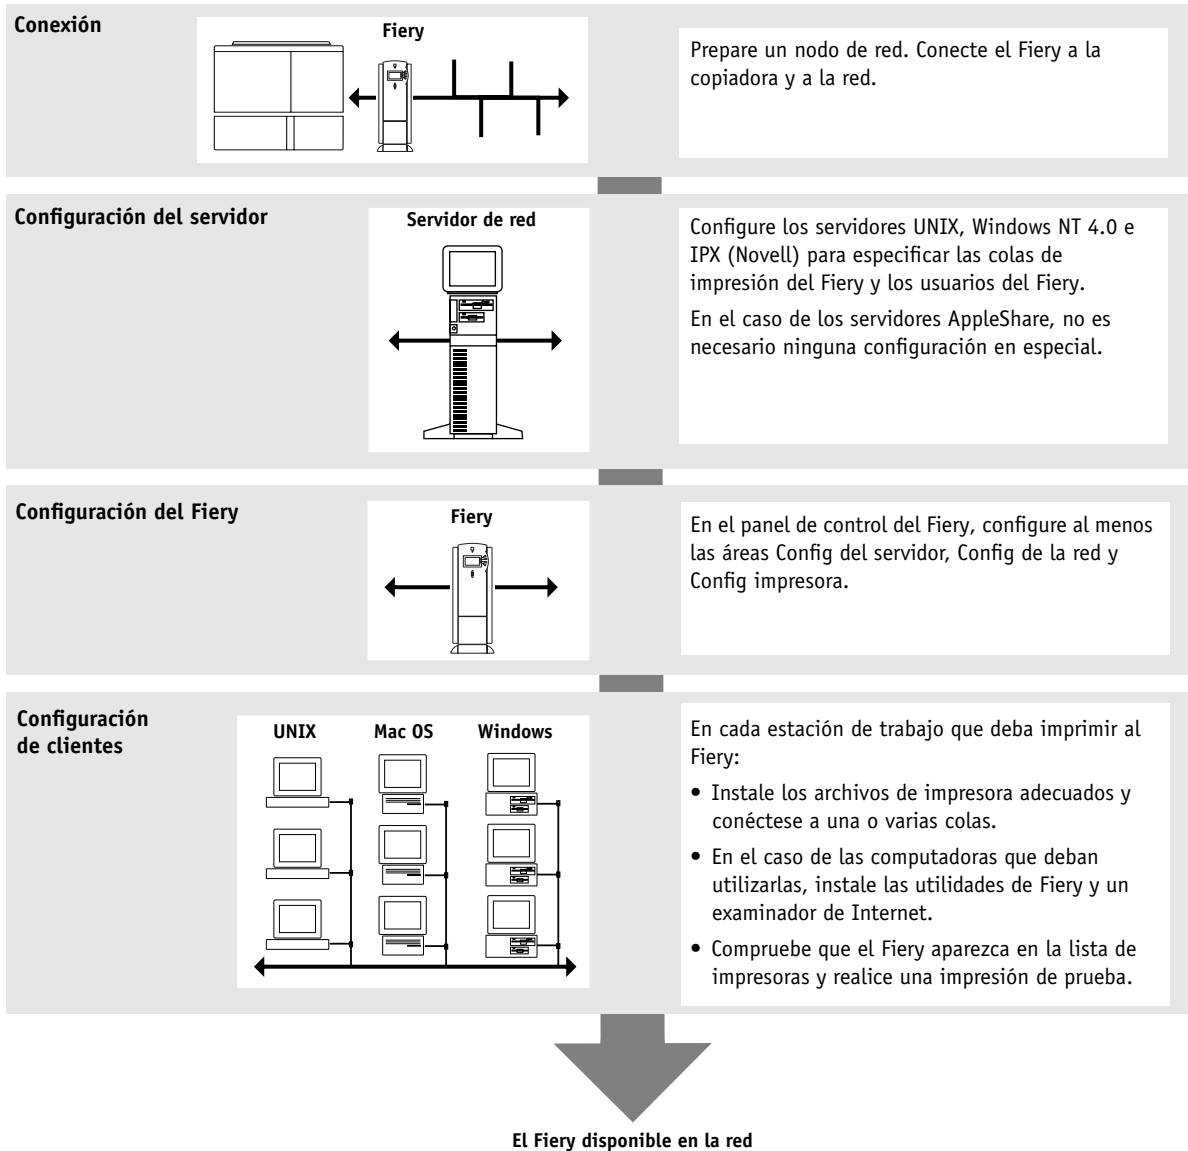 Conexión
Fiery
Prepare un nodo de red. Conecte el Fiery a la
copiadora y a la red.
Configuración del servidor
Servidor de red
Configure los servidores UNIX, Windows NT 4.0 e
IPX (Novell) para especificar las colas de
impresión del Fiery y los usuarios del Fiery.
En el caso de los servidores AppleShare, no es
necesario ninguna configuración en especial.
Configuración del Fiery
Fiery
En el panel de control del Fiery, configure al menos
las áreas Config del servidor, Config de la red y
Config impresora.
Configuración
de clientes
UNIX
Mac OS
Windows
En cada estación de trabajo que deba imprimir al
Fiery:
• Instale los archivos de impresora adecuados y
conéctese a una o varias colas.
• En el caso de las computadoras que deban
utilizarlas, instale las utilidades de Fiery y un
examinador de Internet.
• Compruebe que el Fiery aparezca en la lista de
impresoras y realice una impresión de prueba.
El Fiery disponible en la red